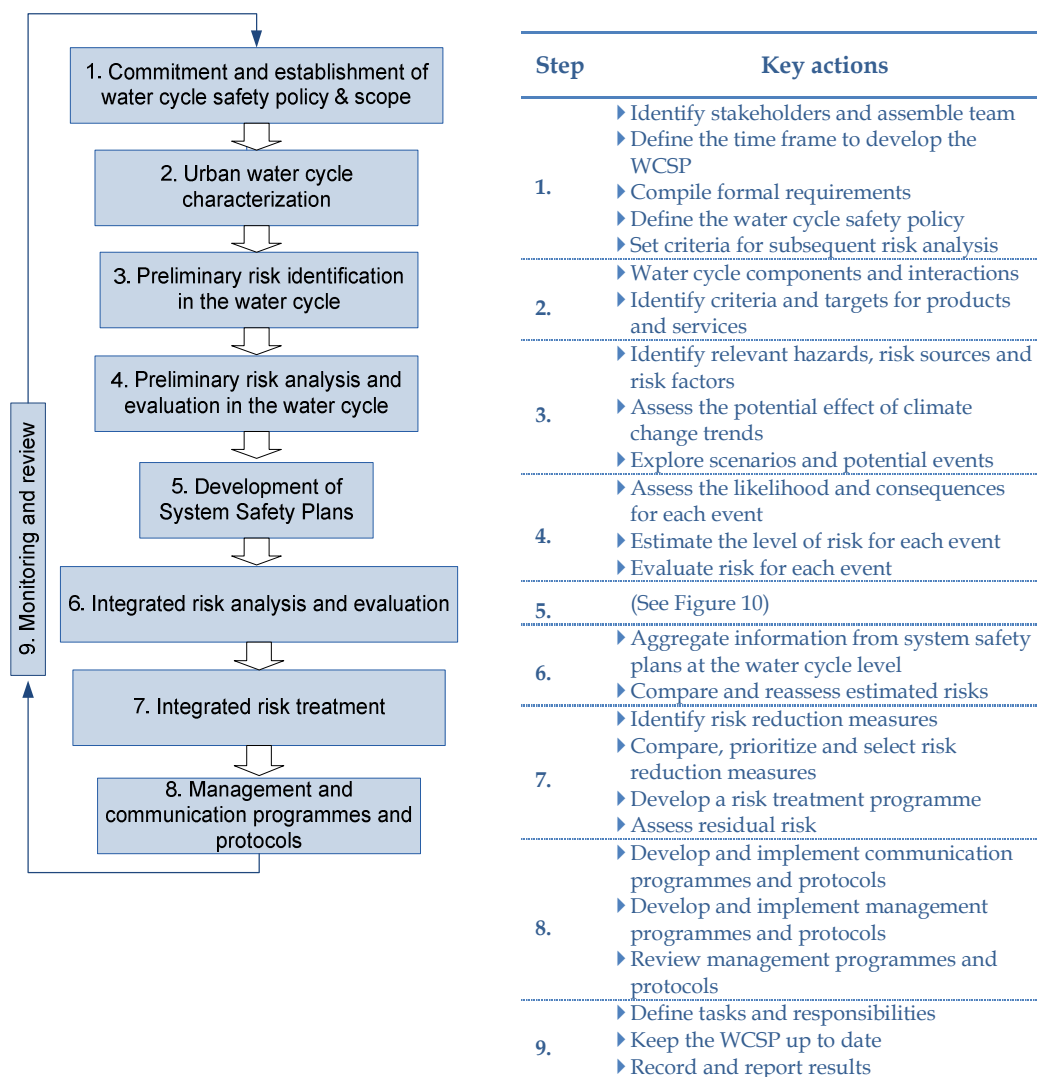 1. Commitment and establishment of
water cycle safety policy & scope
2. Urban water cycle
characterization
3. Preliminary risk identification
in the water cycle
4. Preliminary risk analysis and
evaluation in the water cycle
5. Development of
System Safety Plans
6. Integrated risk analysis and evaluation
7. Integrated risk treatment
8. Management and
communication programmes and
protocols
9. Monitoring and review
Step Key actions
1.
Identify stakeholders and assemble team
Define the time frame to develop the
WCSP
Compile formal requirements
Define the water cycle safety policy
Set criteria for subsequent risk analysis
2.
Water cycle components and interactions
Identify criteria and targets for products
and services
3.
Identify relevant hazards, risk sources and
risk factors
Assess the potential effect of climate
change trends
Explore scenarios and potential events
4.
Assess the likelihood and consequences
for each event
Estimate the level of risk for each event
Evaluate risk for each event
5. (See Figure 10)
6.
Aggregate information from system safety
plans at the water cycle level
Compare and reassess estimated risks
7.
Identify risk reduction measures
Compare, prioritize and select risk
reduction measures
Develop a risk treatment programme
Assess residual risk
8.
Develop and implement communication
programmes and protocols
Develop and implement management
programmes and protocols
Review management programmes and
protocols
9.
Define tasks and responsibilities
Keep the WCSP up to date
Record and report results